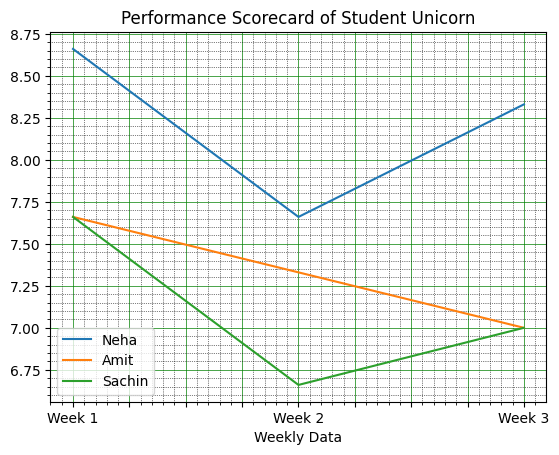 Performance Scorecard of Student Unicorn
8.75
8.50
8.25
8.00
7.75
7.50
7.25
7.00
6.75
Neha
Amit
Sachin
Week 1
Week 2
Week 3
Weekly Data